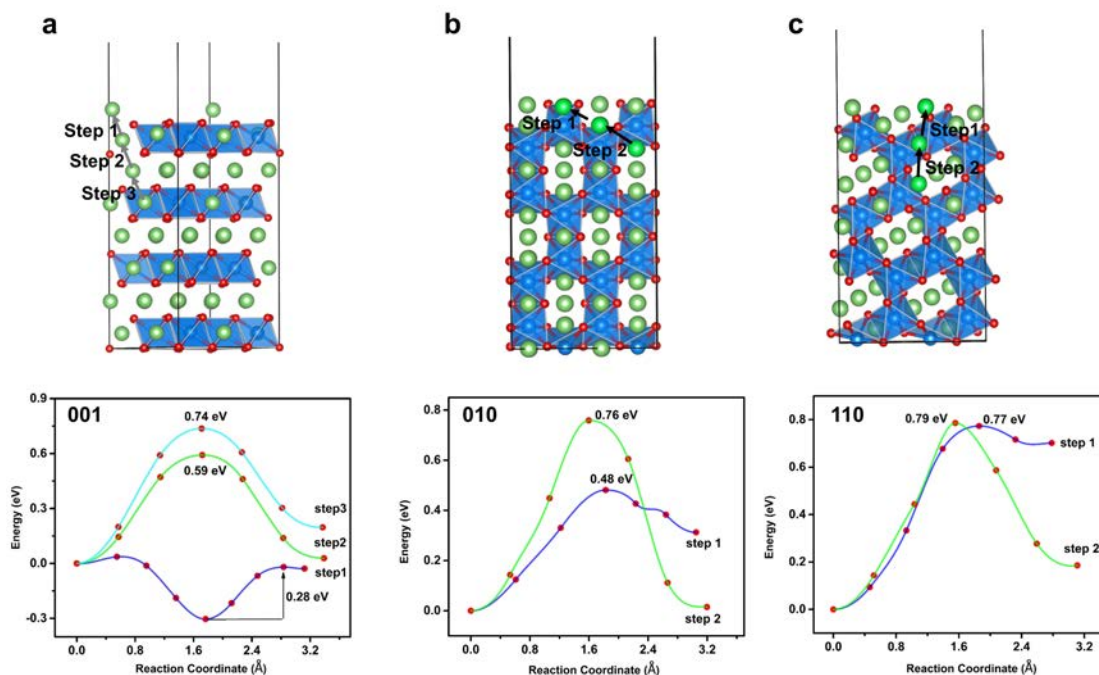 a
b
c
Step 1
Step 2
Step 3
Step 1
Step 2
Step1
Step 2
001
0.74 eV
0.59 eV
step3
step2
step1
0.28 eV
0.9
0.6
0.3
0.0
-0.3
Energy (eV)
0.0 0.8 1.6 2.4 3.2
Reaction Coordinate (Å)
010
0.76 eV
0.48 eV
step 1
step 2
0.8
0.6
0.4
0.2
0.0
Energy (eV)
0.0 0.8 1.6 2.4 3.2
Reaction Coordinate (Å)
110
0.79 eV
0.77 eV
step 1
step 2
0.8
0.6
0.4
0.2
0.0
Energy (eV)
0.0 0.8 1.6 2.4 3.2
Reaction Coordinate (Å)